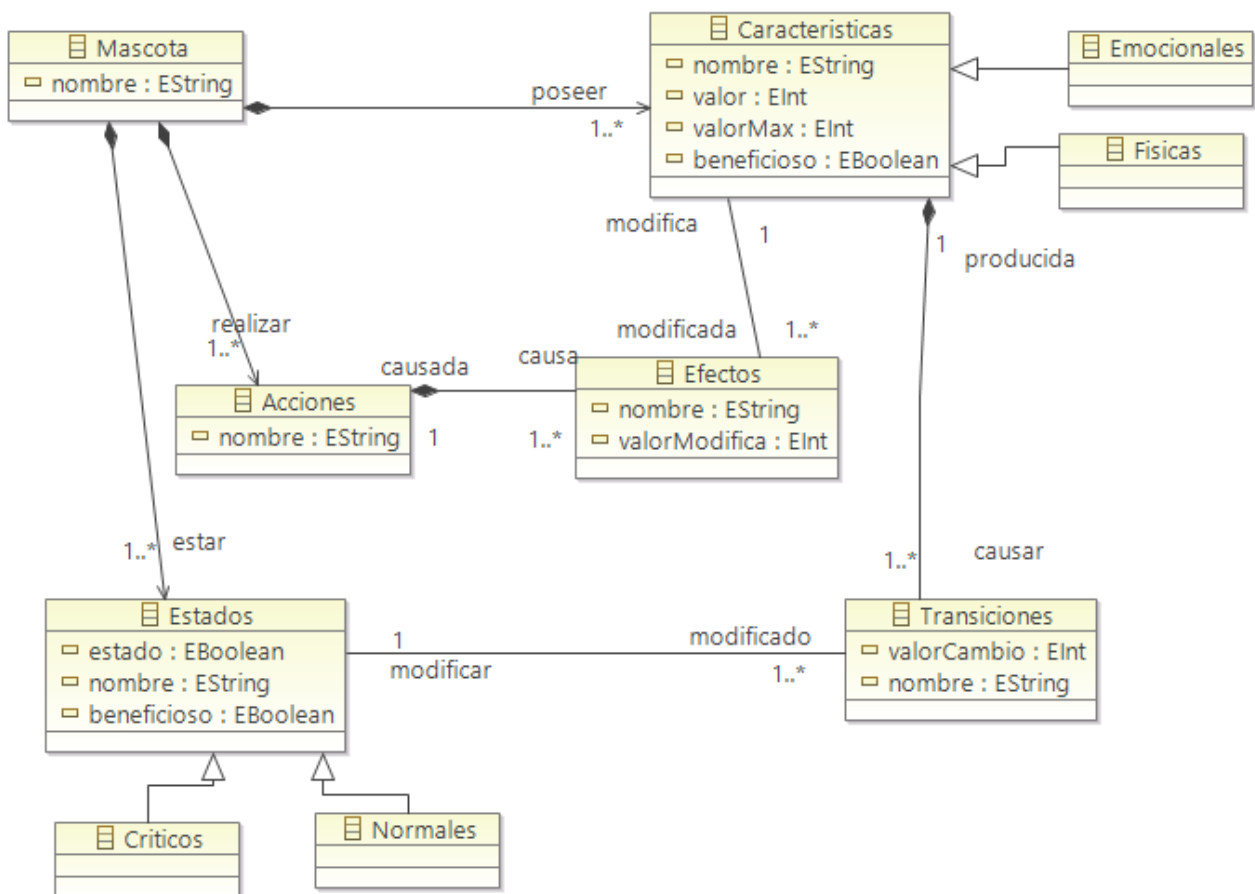 Mascota
nombre : EString
Caracteristicas
nombre : EString
valor : EInt
valorMax : EInt
beneficioso : EBoolean
Emocionales
Fisicas
poseer
1..*
modifica
1
1
producida
realizar
1..*
modificada
1..*
causada
causa
1
1..*
Acciones
nombre : EString
Efectos
nombre : EString
valorModifica : EInt
1..*
estar
1..*
causar
Estados
estado : EBoolean
nombre : EString
beneficioso : EBoolean
1
modificar
modificado
1..*
Transiciones
valorCambio : EInt
nombre : EString
Criticos
Normales